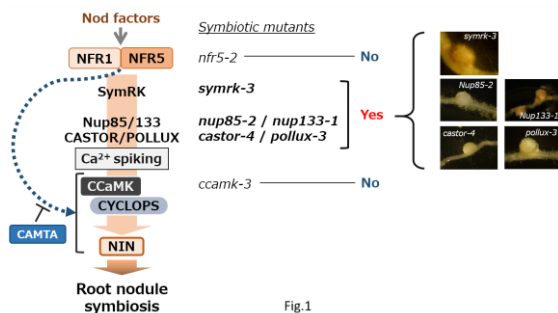 Nod factors
Symbiotic mutants
NFR1 NFR5
nfr5-2 No
SymRK
symrk-3
Nup85/133
nup85-2 / nup133-1
Yes
CASTOR/POLLUX
castor-4 / pollux-3
Ca²⁺ spiking
CCaMK
ccamk-3 No
CYCLOPS
CAMTA
NIN
Root nodule
symbiosis
symrk-3
Nup85-2
Nup133-1
castor-4
pollux-3
Fig.1